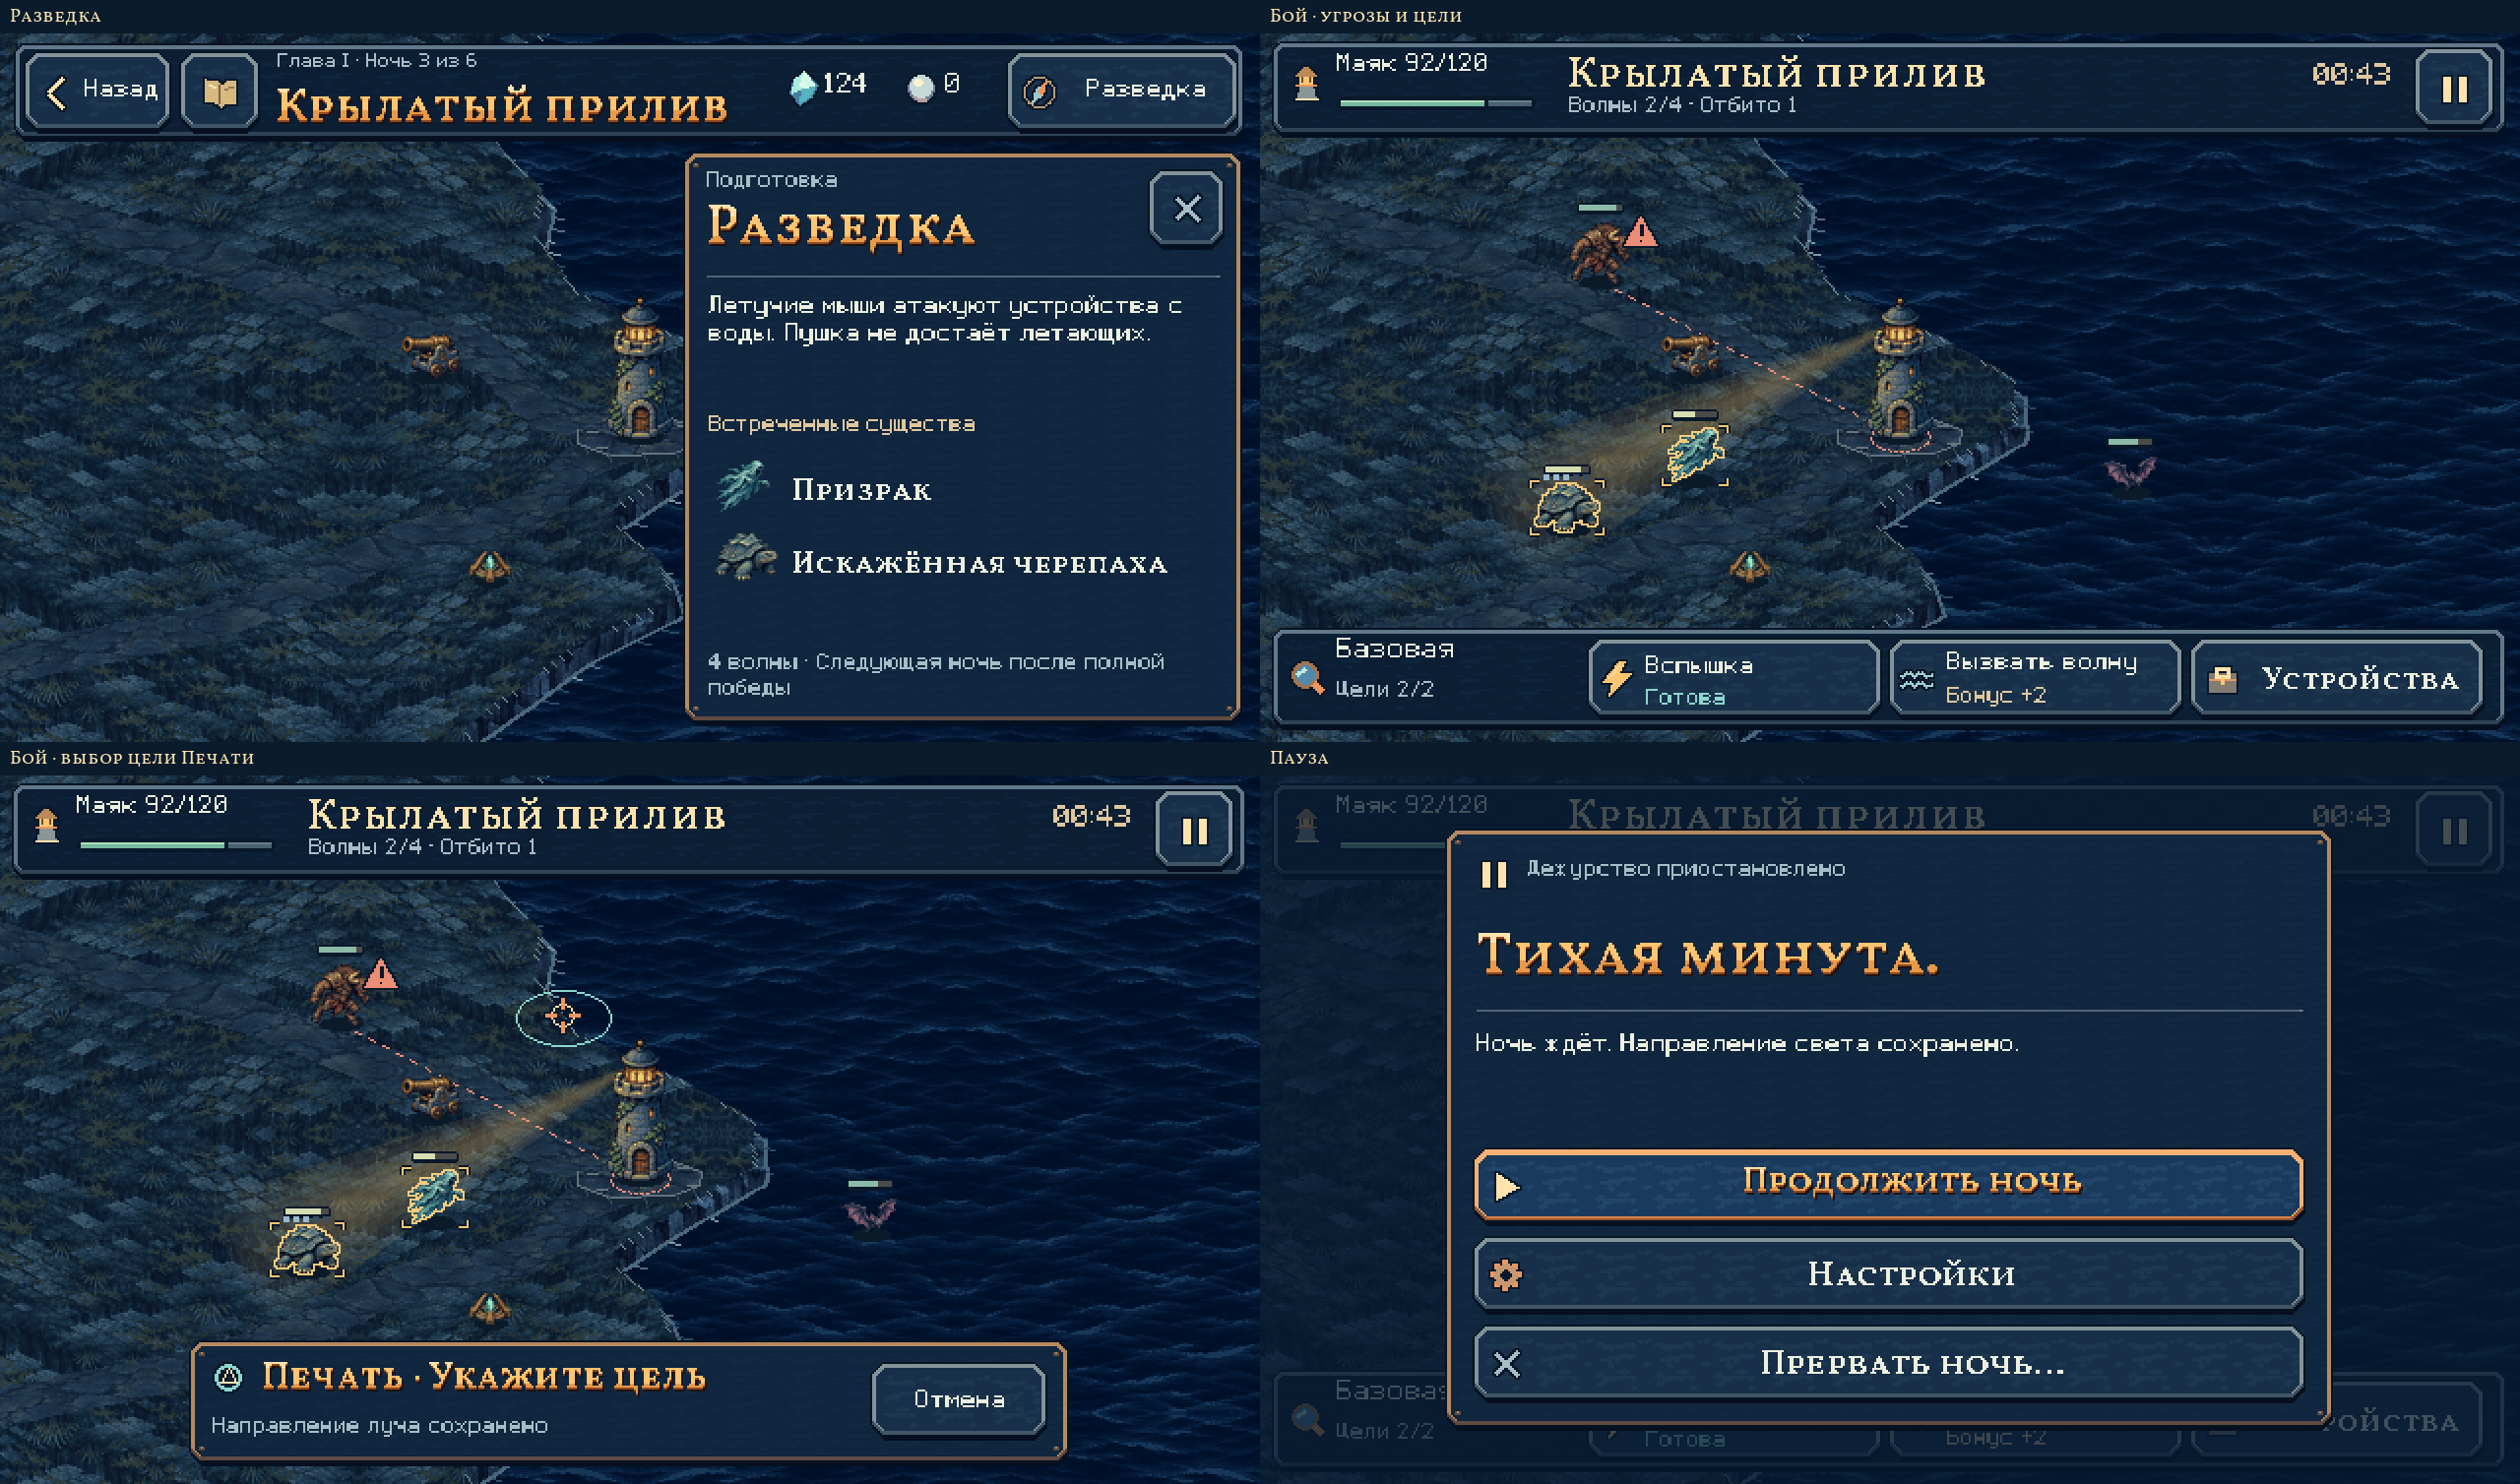 Разведка
Назад
Глава I · Ночь 3 из 6
Крылатый прилив
124
0
Разведка
Подготовка
Разведка
Летучие мыши атакуют устройства с
воды. Пушка не достаёт летающих.
Встреченные существа
Призрак
Искажённая черепаха
4 волны · Следующая ночь после полной
победы
Бой · угрозы и цели
Маяк 92/120
Крылатый прилив
Волны 2/4 · Отбито 1
00:43
Базовая
Цели 2/2
Вспышка
Готова
Вызвать волну
Бонус +2
Устройства
Бой · выбор цели Печати
Маяк 92/120
Крылатый прилив
Волны 2/4 · Отбито 1
00:43
Печать · Укажите цель
Направление луча сохранено
Отмена
Пауза
Маяк 92/120
Крылатый прилив
00:43
Дежурство приостановлено
Тихая минута.
Ночь ждёт. Направление света сохранено.
Продолжить ночь
Настройки
Прервать ночь...
Базовая
Цели 2/2
Готова
Бонус +2
ройства